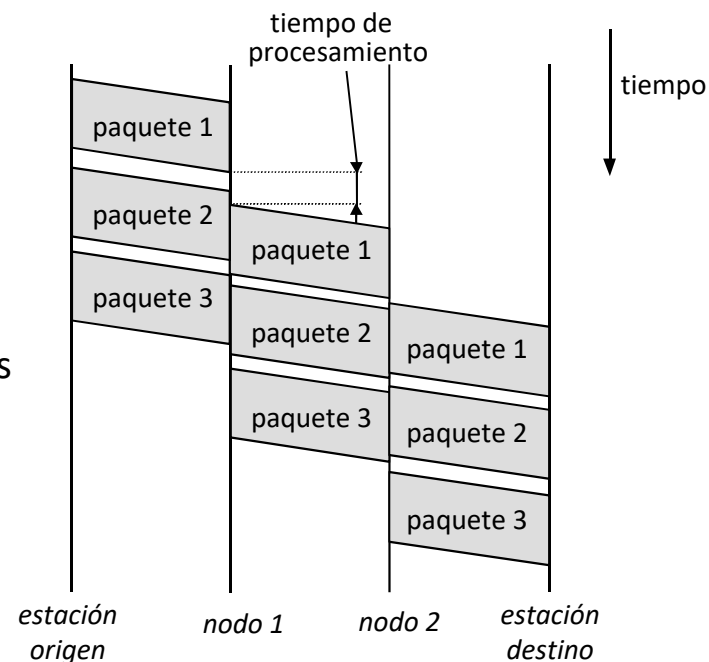 tiempo de
procesamiento
tiempo
paquete 1
paquete 2
paquete 3
paquete 1
paquete 2
paquete 3
paquete 1
paquete 2
paquete 3
s
estación
origen
nodo 1
nodo 2
estación
destino